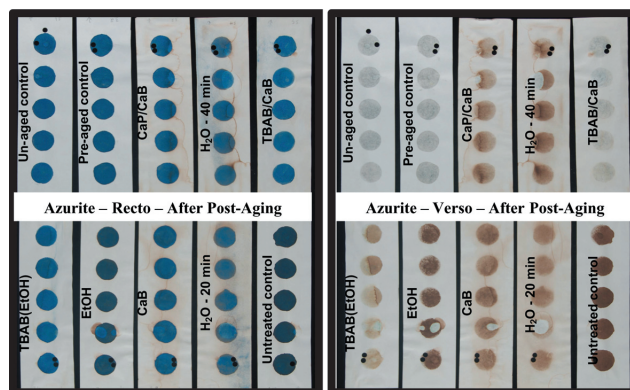 Un-aged control
Pre-aged control
CaP/CaB
H₂O - 40 min
TBAB/CaB
Azurite – Recto – After Post-Aging
TBAB(EtOH)
EtOH
CaB
H₂O - 20 min
Untreated control
Un-aged control
Pre-aged control
CaP/CaB
H₂O - 40 min
TBAB/CaB
Azurite – Verso – After Post-Aging
TBAB(EtOH)
EtOH
CaB
H₂O - 20 min
Untreated control